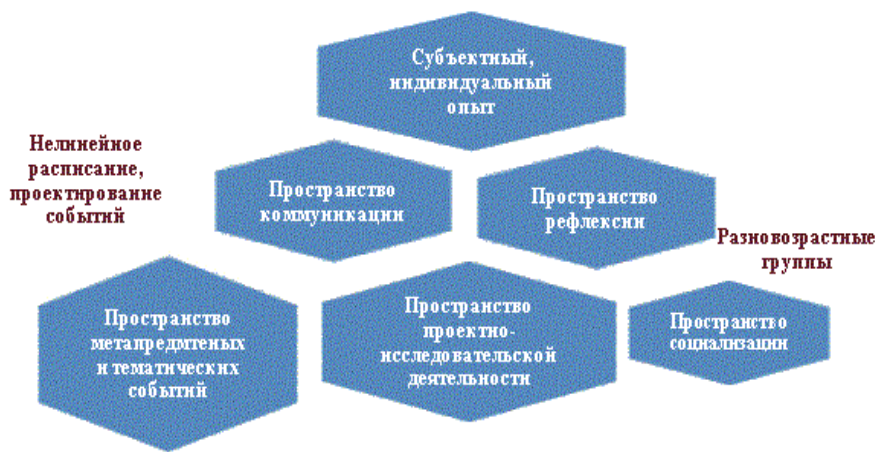 Субъектный,
индивидуальный
опыт
Нелинейное
расписание,
проектирование
событий
Пространство
коммуникации
Пространство
рефлексии
Разновозрастные
группы
Пространство
метапредмтеных
и тематических
событий
Пространство
проектно-
исследовательской
деятельности
Пространство
социализации